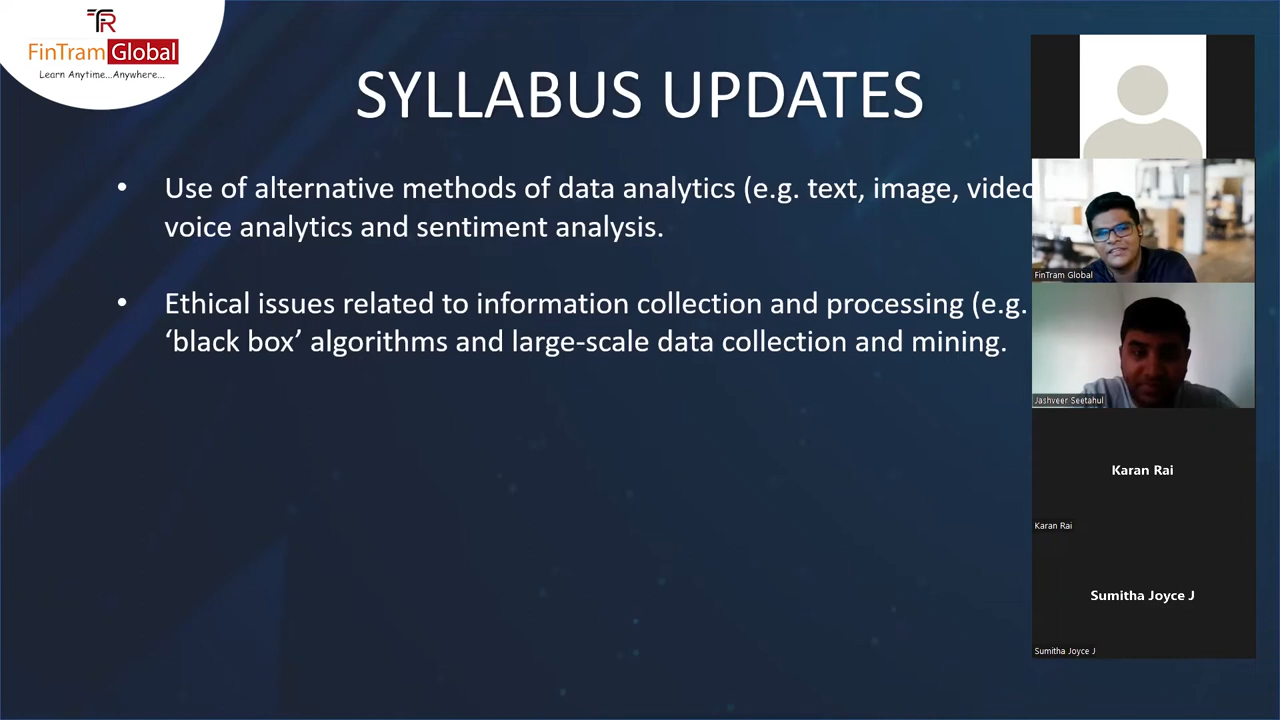 TR
FinTram Global
Learn Anytime...Anywhere...
SYLLABUS UPDATES
• Use of alternative methods of data analytics (e.g. text, image, video
voice analytics and sentiment analysis.
• Ethical issues related to information collection and processing (e.g.
‘black box’ algorithms and large-scale data collection and mining.
FinTram Global
Jashveer Seetahul
Karan Rai
Karan Rai
Sumitha Joyce J
Sumitha Joyce J